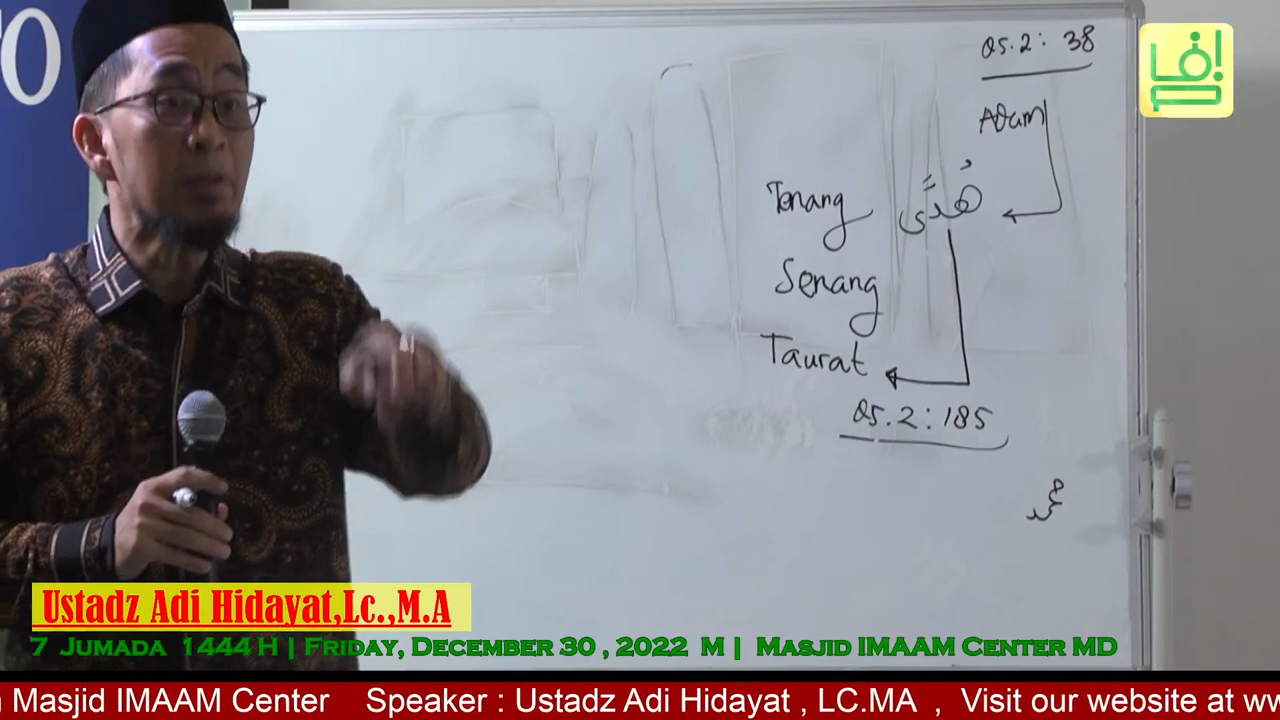 TO
QS.2: 38
Adam
Tenang هُدًى
Senang
Taurat
QS.2:185
Ustadz Adi Hidayat,Lc.,M.A
7 Jumada 1444 H | Friday, December 30 , 2022 M | Masjid IMAAM Center MD
Masjid IMAAM Center Speaker : Ustadz Adi Hidayat , LC.MA , Visit our website at